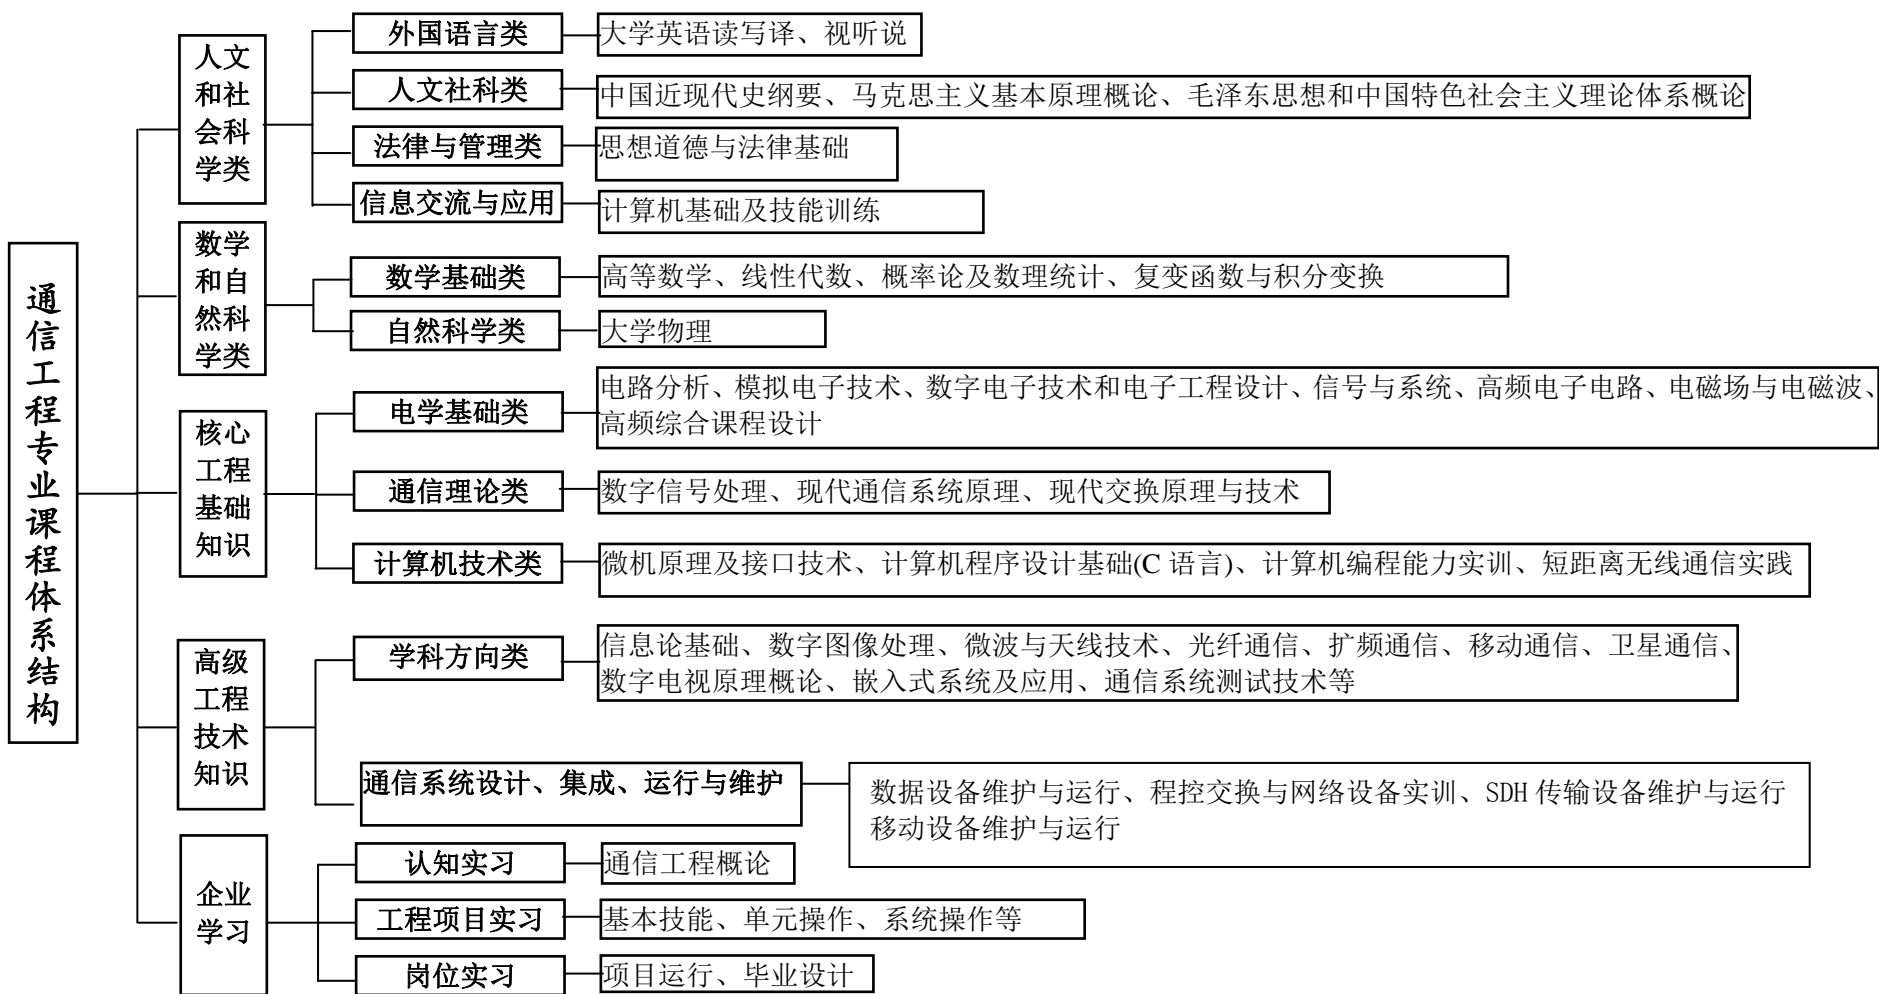 通信工程专业课程体系结构
人文
和社
会科
学类
外国语言类
大学英语读写译、视听说
人文社科类
中国近现代史纲要、马克思主义基本原理概论、毛泽东思想和中国特色社会主义理论体系概论
法律与管理类
思想道德与法律基础
信息交流与应用
计算机基础及技能训练
数学
和自
然科
学类
数学基础类
高等数学、线性代数、概率论及数理统计、复变函数与积分变换
自然科学类
大学物理
核心
工程
基础
知识
电学基础类
电路分析、模拟电子技术、数字电子技术和电子工程设计、信号与系统、高频电子电路、电磁场与电磁波、
高频综合课程设计
通信理论类
数字信号处理、现代通信系统原理、现代交换原理与技术
计算机技术类
微机原理及接口技术、计算机程序设计基础(C 语言)、计算机编程能力实训、短距离无线通信实践
高级
工程
技术
知识
学科方向类
信息论基础、数字图像处理、微波与天线技术、光纤通信、扩频通信、移动通信、卫星通信、
数字电视原理概论、嵌入式系统及应用、通信系统测试技术等
通信系统设计、集成、运行与维护
数据设备维护与运行、程控交换与网络设备实训、SDH 传输设备维护与运行
移动设备维护与运行
企业
学习
认知实习
通信工程概论
工程项目实习
基本技能、单元操作、系统操作等
岗位实习
项目运行、毕业设计